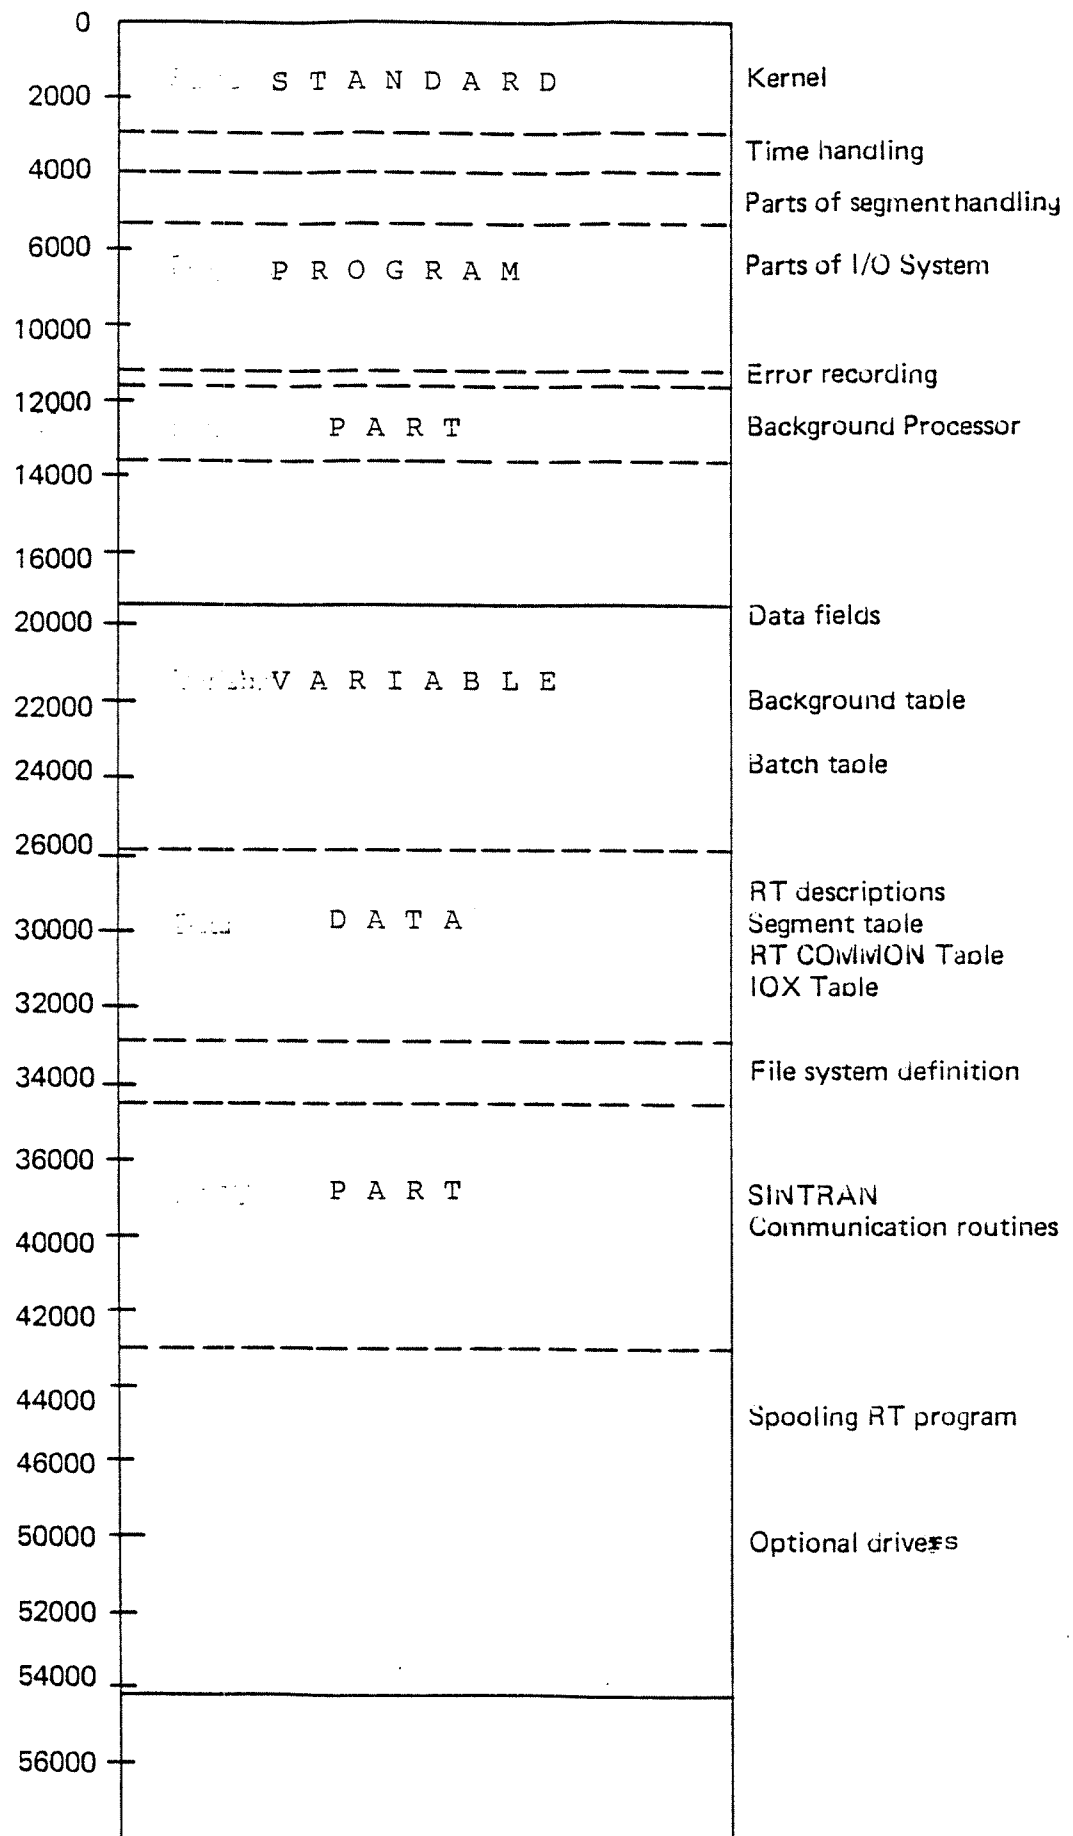 0
STANDARD Kernel
2000
Time handling
4000
Parts of segmenthandling
6000
PROGRAM Parts of I/O System
10000
Error recording
12000
PART Background Processor
14000
16000
20000 Data fields
VARIABLE
22000 Background table
24000 Batch table
26000
RT descriptions
30000 DATA Segment table
RT COMMON Table
IOX Table
32000
34000 File system definition
36000
PART SINTRAN
40000 Communication routines
42000
44000
Spooling RT program
46000
50000 Optional drivers
52000
54000
56000